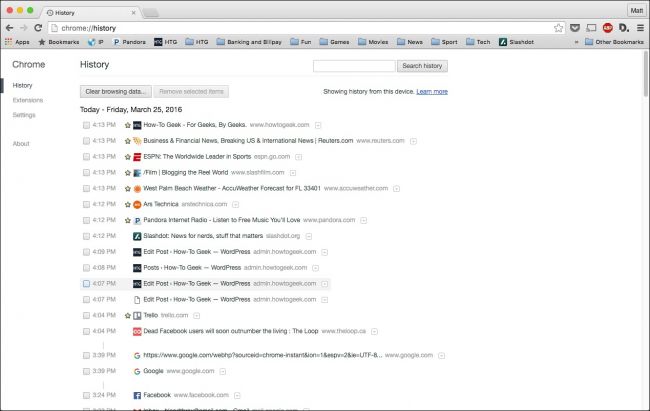 History
Matt
chrome://history
Apps Bookmarks IP Pandora HTG HTG Banking and Billpay Fun Games Movies News Sport Tech Slashdot » Other Bookmarks
Chrome
History
Extensions
Settings
About
History
Search history
Clear browsing data... Remove selected items
Showing history from this device. Learn more
Today - Friday, March 25, 2016
4:13 PM How-To Geek - For Geeks, By Geeks. www.howtogeek.com
4:13 PM Business & Financial News, Breaking US & International News | Reuters.com www.reuters.com
4:13 PM ESPN: The Worldwide Leader in Sports espn.go.com
4:13 PM /Film | Blogging the Reel World www.slashfilm.com
4:13 PM West Palm Beach Weather - AccuWeather Forecast for FL 33401 www.accuweather.com
4:12 PM Ars Technica arstechnica.com
4:12 PM Pandora Internet Radio - Listen to Free Music You'll Love www.pandora.com
4:12 PM Slashdot: News for nerds, stuff that matters slashdot.org
4:09 PM Edit Post ‹ How-To Geek — WordPress admin.howtogeek.com
4:08 PM Posts ‹ How-To Geek — WordPress admin.howtogeek.com
4:07 PM Edit Post ‹ How-To Geek — WordPress admin.howtogeek.com
4:07 PM Edit Post ‹ How-To Geek — WordPress admin.howtogeek.com
4:04 PM Trello trello.com
4:04 PM Dead Facebook users will soon outnumber the living : The Loop www.theloop.ca
3:39 PM https://www.google.com/webhp?sourceid=chrome-instant&ion=1&espv=2&ie=UTF-8... www.google.com
3:39 PM Google www.google.com
3:24 PM Facebook www.facebook.com